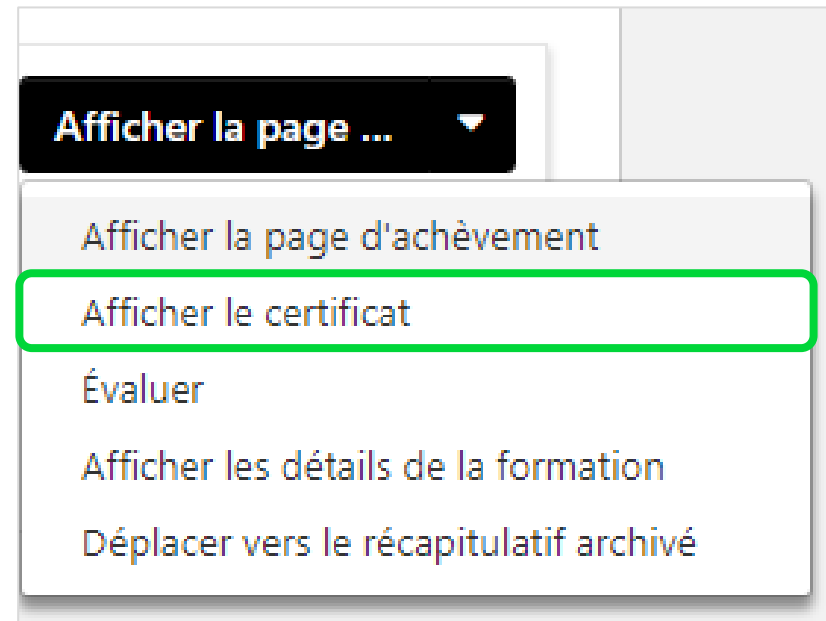 Afficher la page ...
Afficher la page d'achèvement
Afficher le certificat
Évaluer
Afficher les détails de la formation
Déplacer vers le récapitulatif archivé